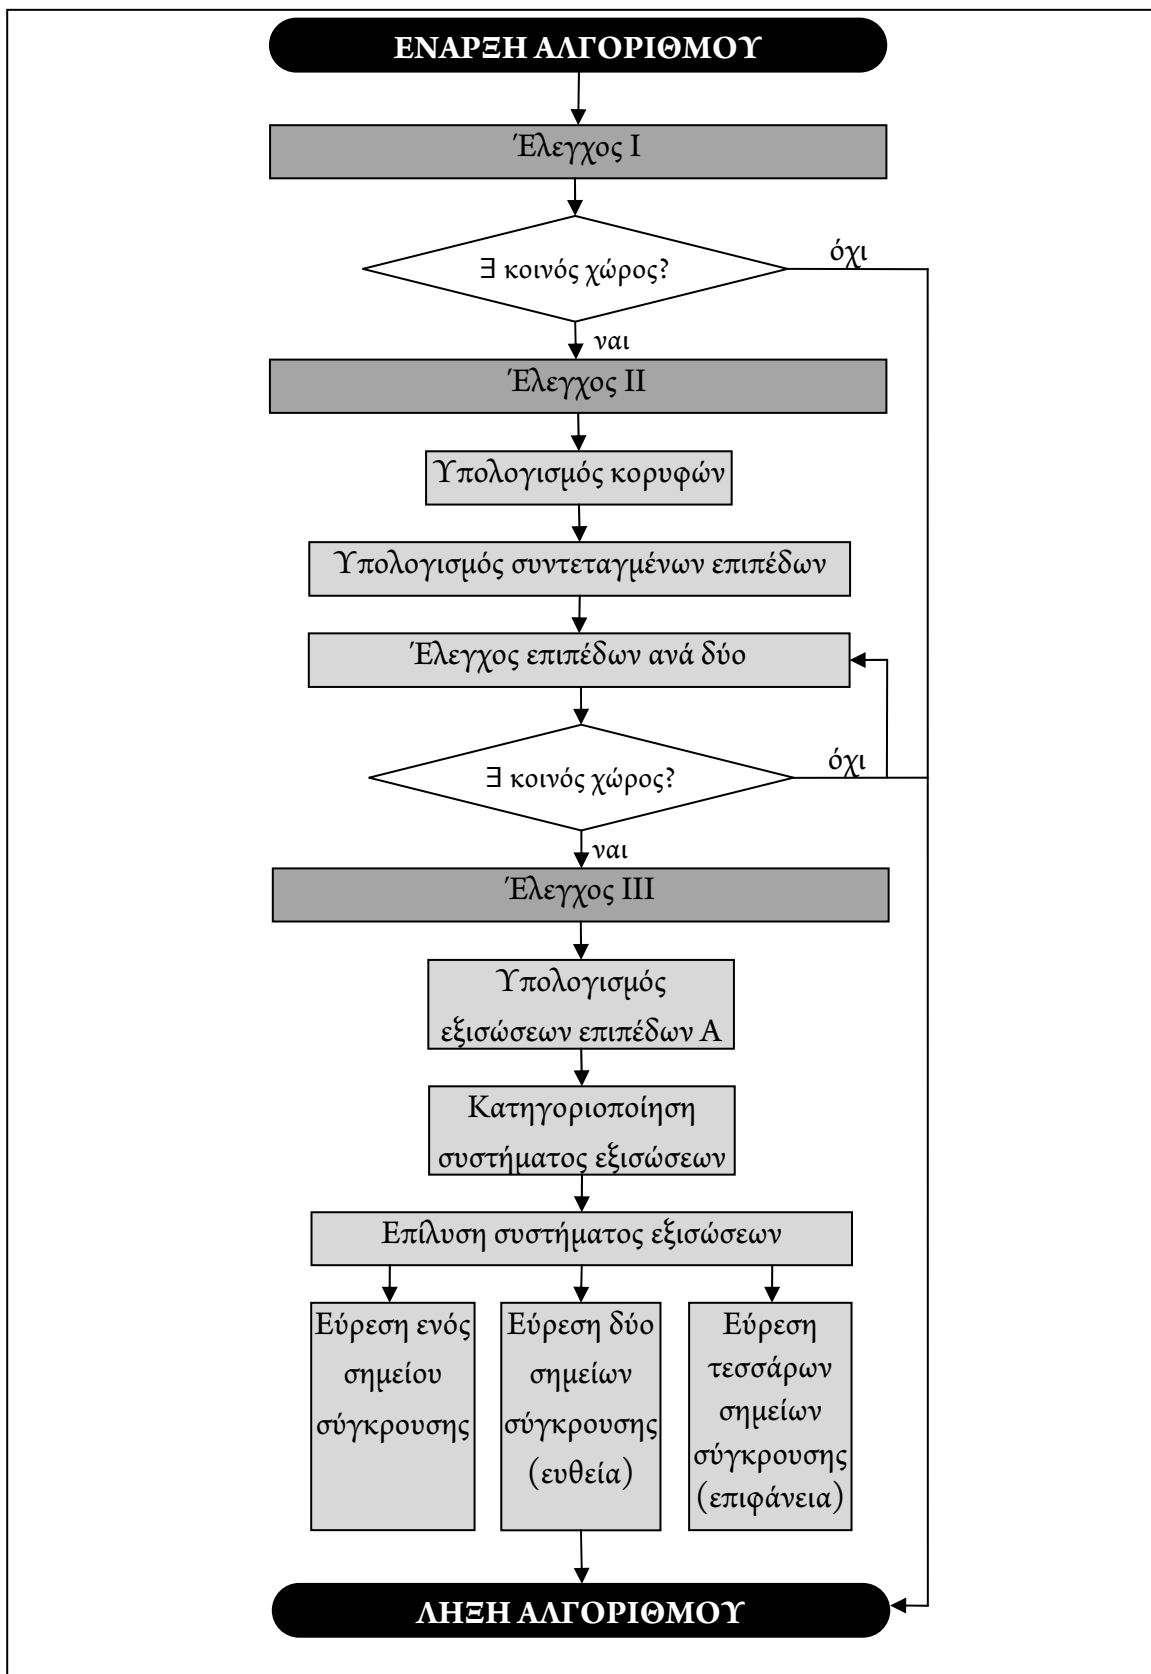 ΕΝΑΡΞΗ ΑΛΓΟΡΙΘΜΟΥ
Έλεγχος Ι
∃ κοινός χώρος?
όχι
ναι
Έλεγχος ΙΙ
Υπολογισμός κορυφών
Υπολογισμός συντεταγμένων επιπέδων
Έλεγχος επιπέδων ανά δύο
∃ κοινός χώρος?
όχι
ναι
Έλεγχος ΙΙΙ
Υπολογισμός
εξισώσεων επιπέδων Α
Κατηγοριοποίηση
συστήματος εξισώσεων
Επίλυση συστήματος εξισώσεων
Εύρεση ενός
σημείου
σύγκρουσης
Εύρεση δύο
σημείων
σύγκρουσης
(ευθεία)
Εύρεση
τεσσάρων
σημείων
σύγκρουσης
(επιφάνεια)
ΛΗΞΗ ΑΛΓΟΡΙΘΜΟΥ